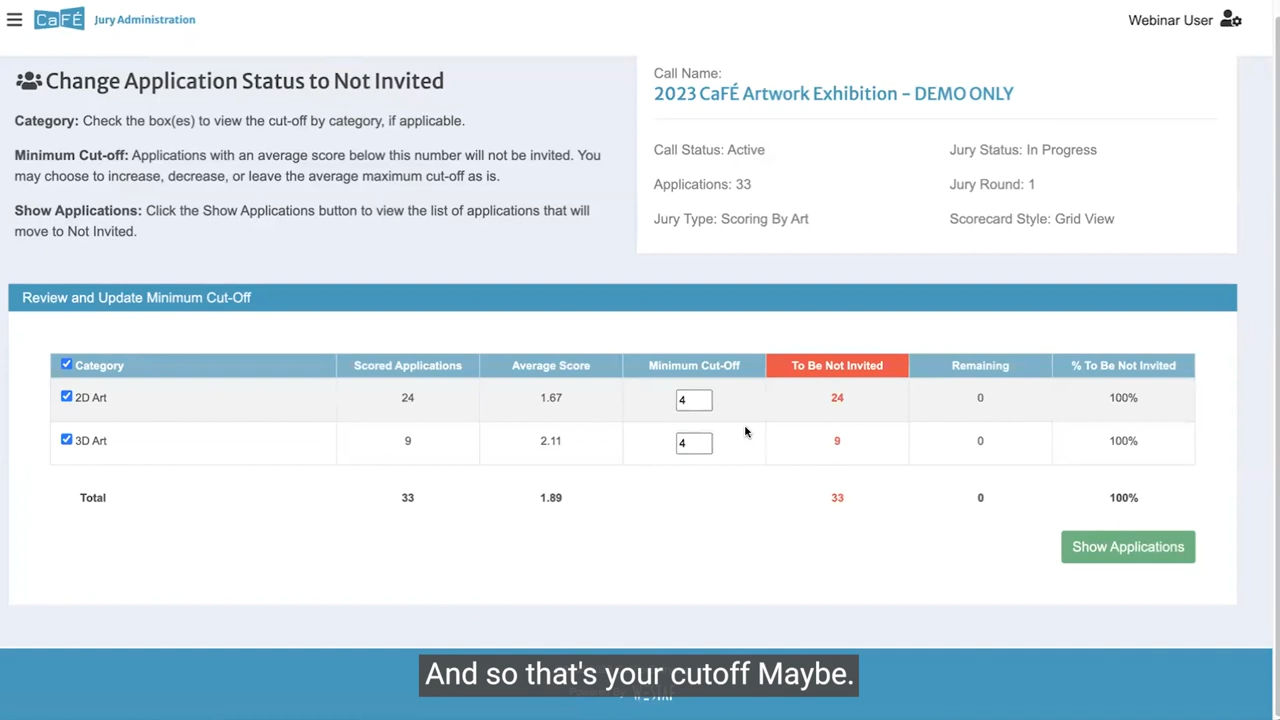 CaFÉ Jury Administration
Webinar User
Change Application Status to Not Invited
Category: Check the box(es) to view the cut-off by category, if applicable.
Minimum Cut-off: Applications with an average score below this number will not be invited. You
may choose to increase, decrease, or leave the average maximum cut-off as is.
Show Applications: Click the Show Applications button to view the list of applications that will
move to Not Invited.
Call Name:
2023 CaFÉ Artwork Exhibition - DEMO ONLY
Call Status: Active Jury Status: In Progress
Applications: 33 Jury Round: 1
Jury Type: Scoring By Art Scorecard Style: Grid View
Review and Update Minimum Cut-Off
Category Scored Applications Average Score Minimum Cut-Off To Be Not Invited Remaining % To Be Not Invited
2D Art 24 1.67 4 24 0 100%
3D Art 9 2.11 4 9 0 100%
Total 33 1.89 33 0 100%
Show Applications
And so that's your cutoff Maybe.